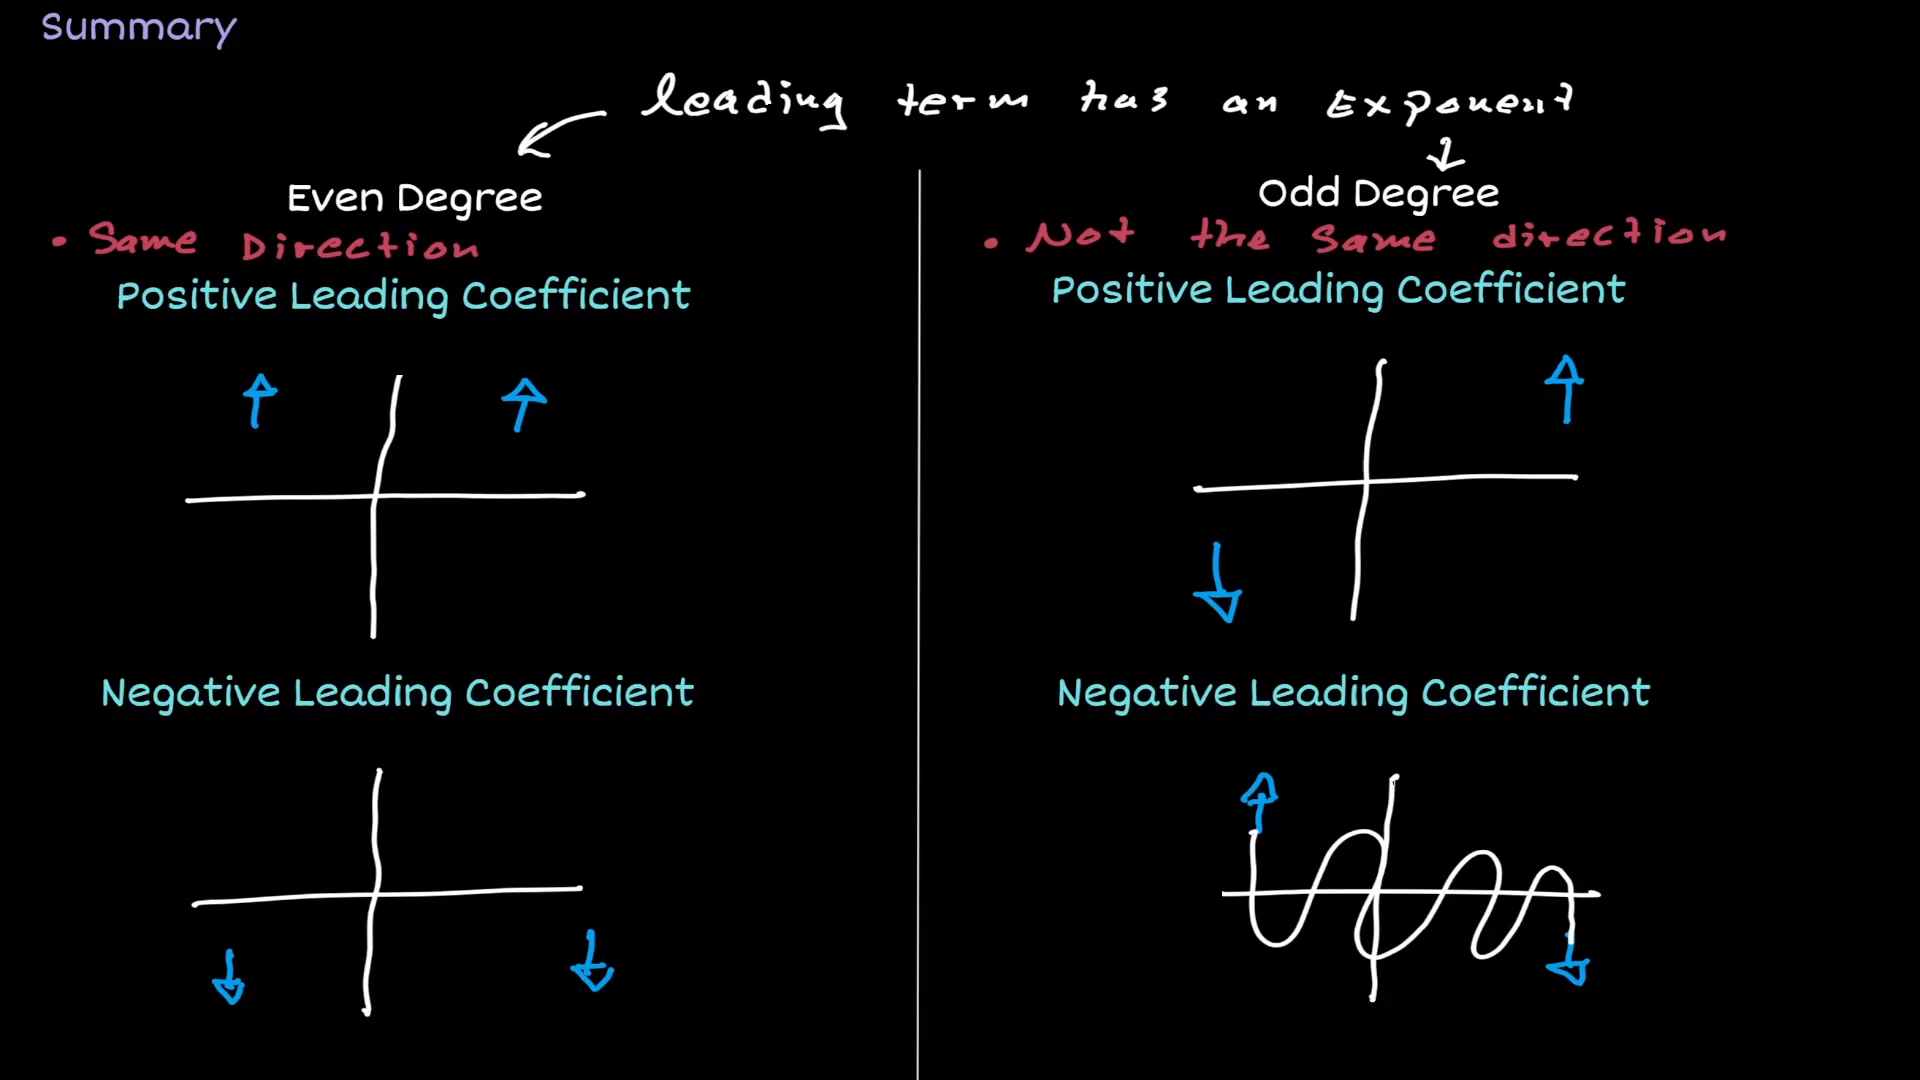 Summary
leading term has an Exponent
Even Degree
• Same Direction
Positive Leading Coefficient
Negative Leading Coefficient
Odd Degree
• Not the same direction
Positive Leading Coefficient
Negative Leading Coefficient